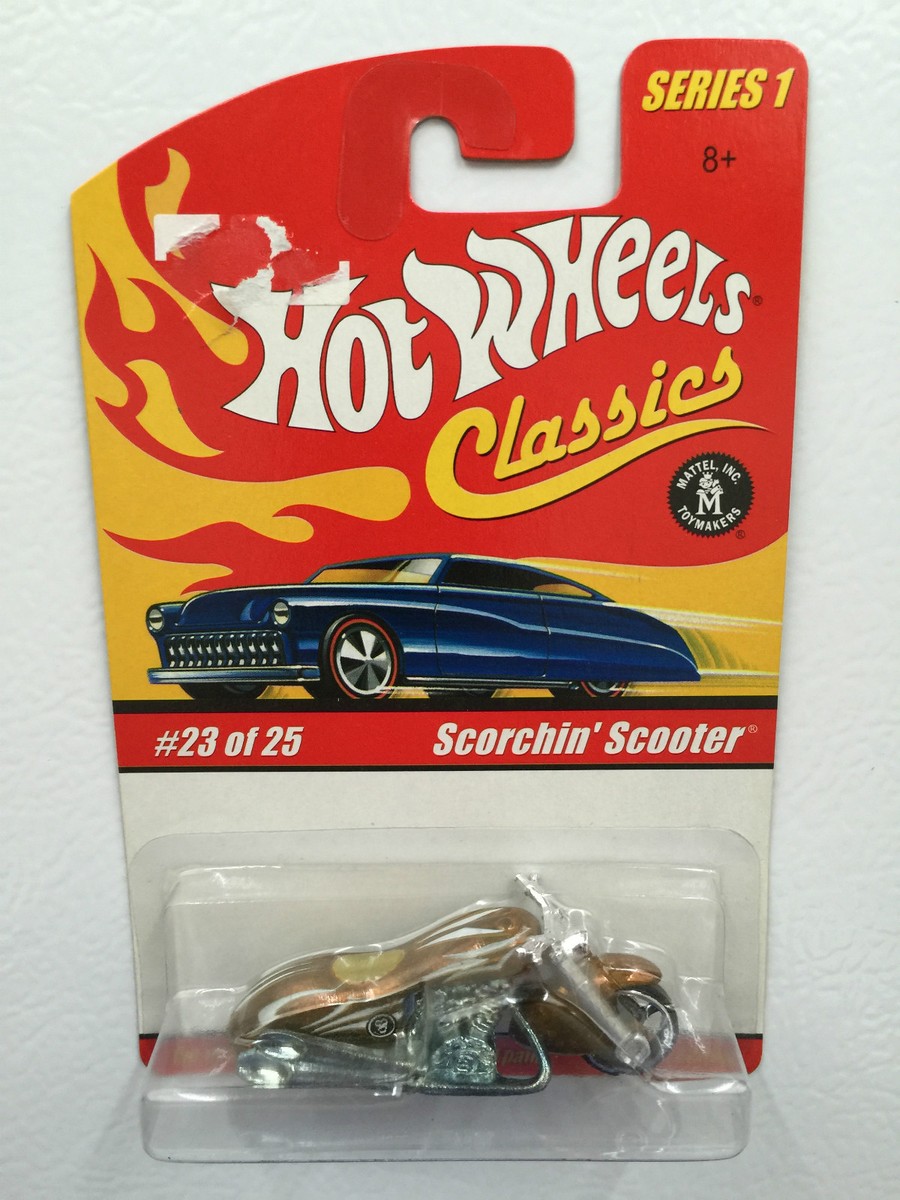 SERIES 1
8+
Hot Wheels®
Classics
MATTEL, INC.
M
TOYMAKERS
®
#23 of 25
Scorchin' Scooter®